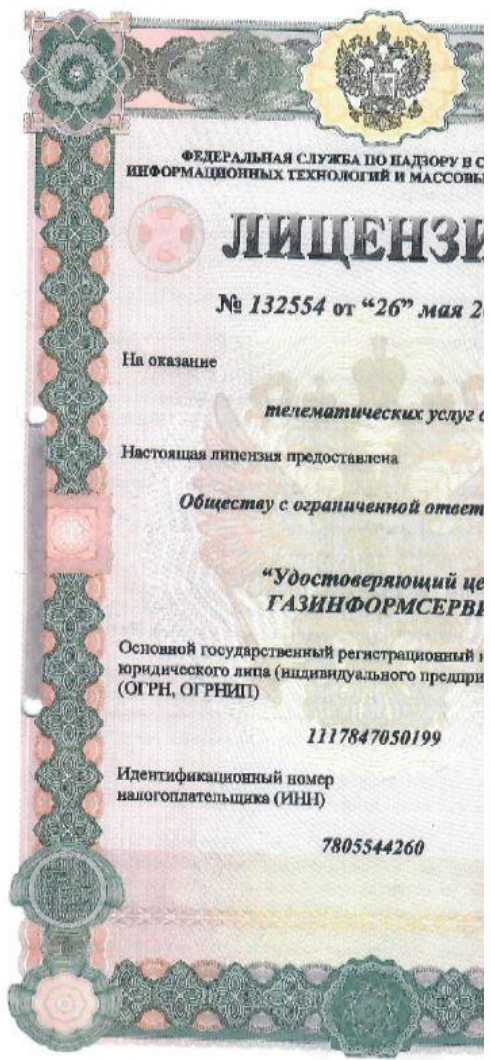 ФЕДЕРАЛЬНАЯ СЛУЖБА ПО НАДЗОРУ В С
ИНФОРМАЦИОННЫХ ТЕХНОЛОГИЙ И МАССОВЫ
ЛИЦЕНЗИ
№ 132554 от “26” мая 2
На оказание
телематических услуг с
Настоящая лицензия предоставлена
Обществу с ограниченной ответ
“Удостоверяющий це
ГАЗИНФОРМСЕРВИ
Основной государственный регистрационный н
юридического лица (индивидуального предпри
(ОГРН, ОГРНИП)
1117847050199
Идентификационный номер
налогоплательщика (ИНН)
7805544260